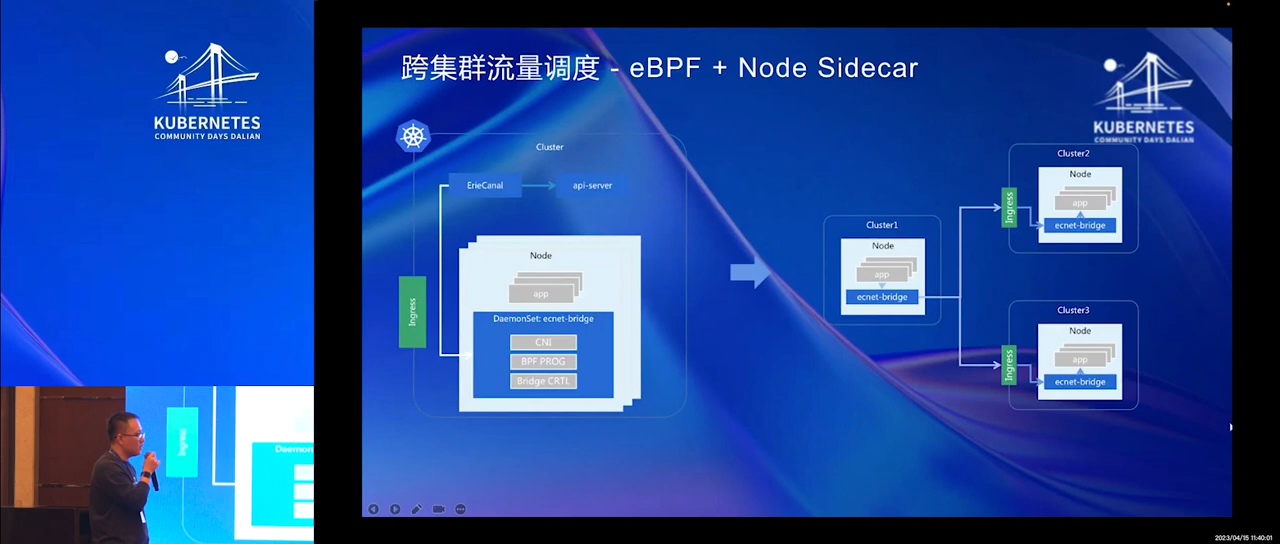 KUBERNETES
COMMUNITY DAYS DALIAN
跨集群流量调度 - eBPF + Node Sidecar
KUBERNETES
COMMUNITY DAYS DALIAN
Cluster
ErieCanal
api-server
Ingress
Node
app
DaemonSet: ecnet-bridge
CNI
BPF PROG
Bridge CRTL
Cluster1
Node
app
ecnet-bridge
Cluster2
Ingress
Node
app
ecnet-bridge
Cluster3
Ingress
Node
app
ecnet-bridge
Ingress
Daemon
2023/04/15 11:40:01